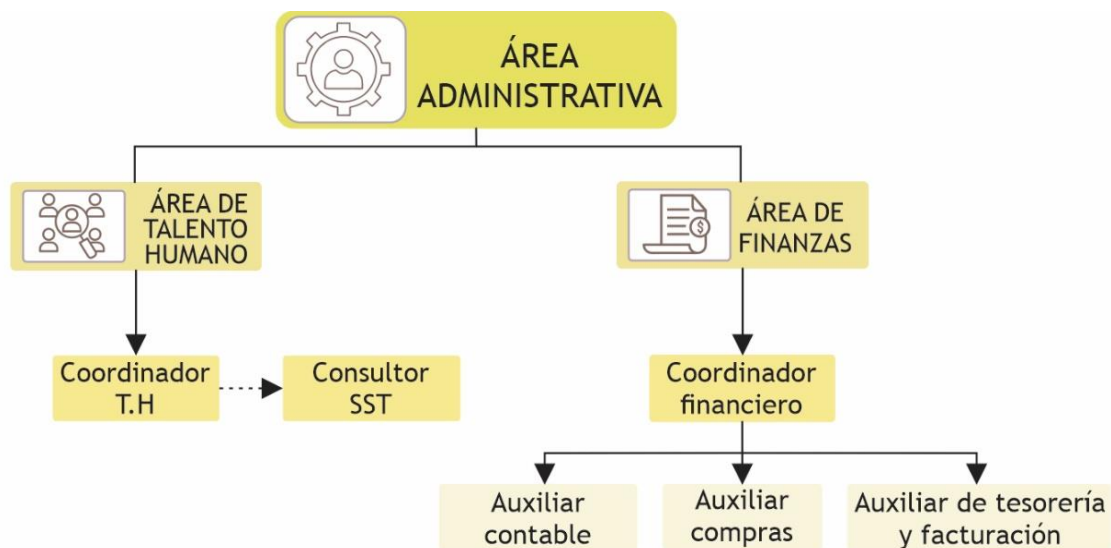 ÁREA
ADMINISTRATIVA
ÁREA DE
TALENTO
HUMANO
ÁREA DE
FINANZAS
Coordinador
T.H
Consultor
SST
Coordinador
financiero
Auxiliar
contable
Auxiliar
compras
Auxiliar de tesorería
y facturación